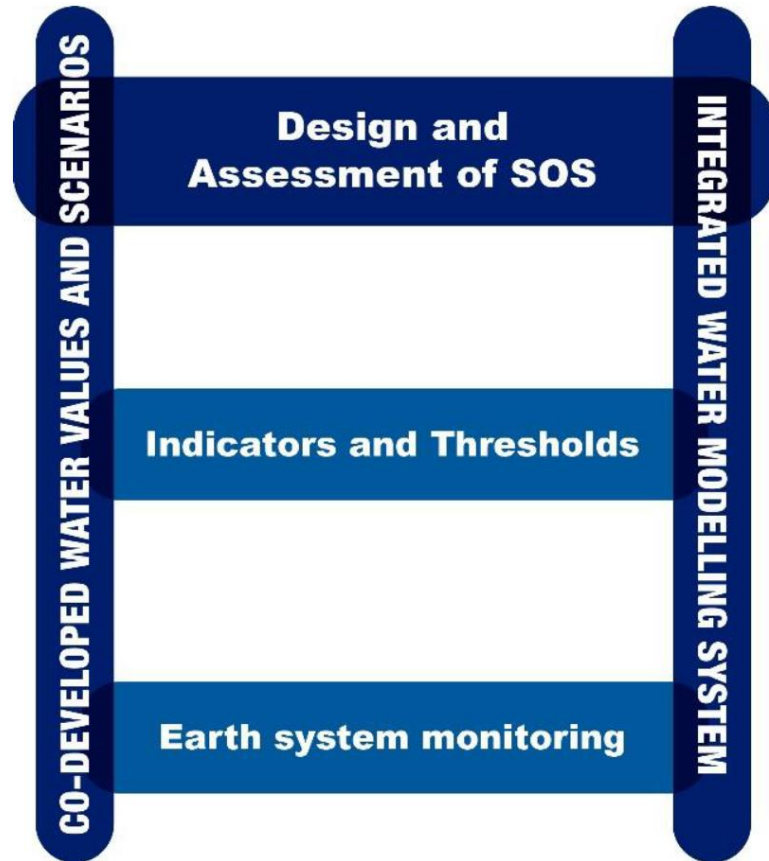 CO-DEVELOPED WATER VALUES AND SCENARIOS
Design and
Assessment of SOS
Indicators and Thresholds
Earth system monitoring
INTEGRATED WATER MODELLING SYSTEM